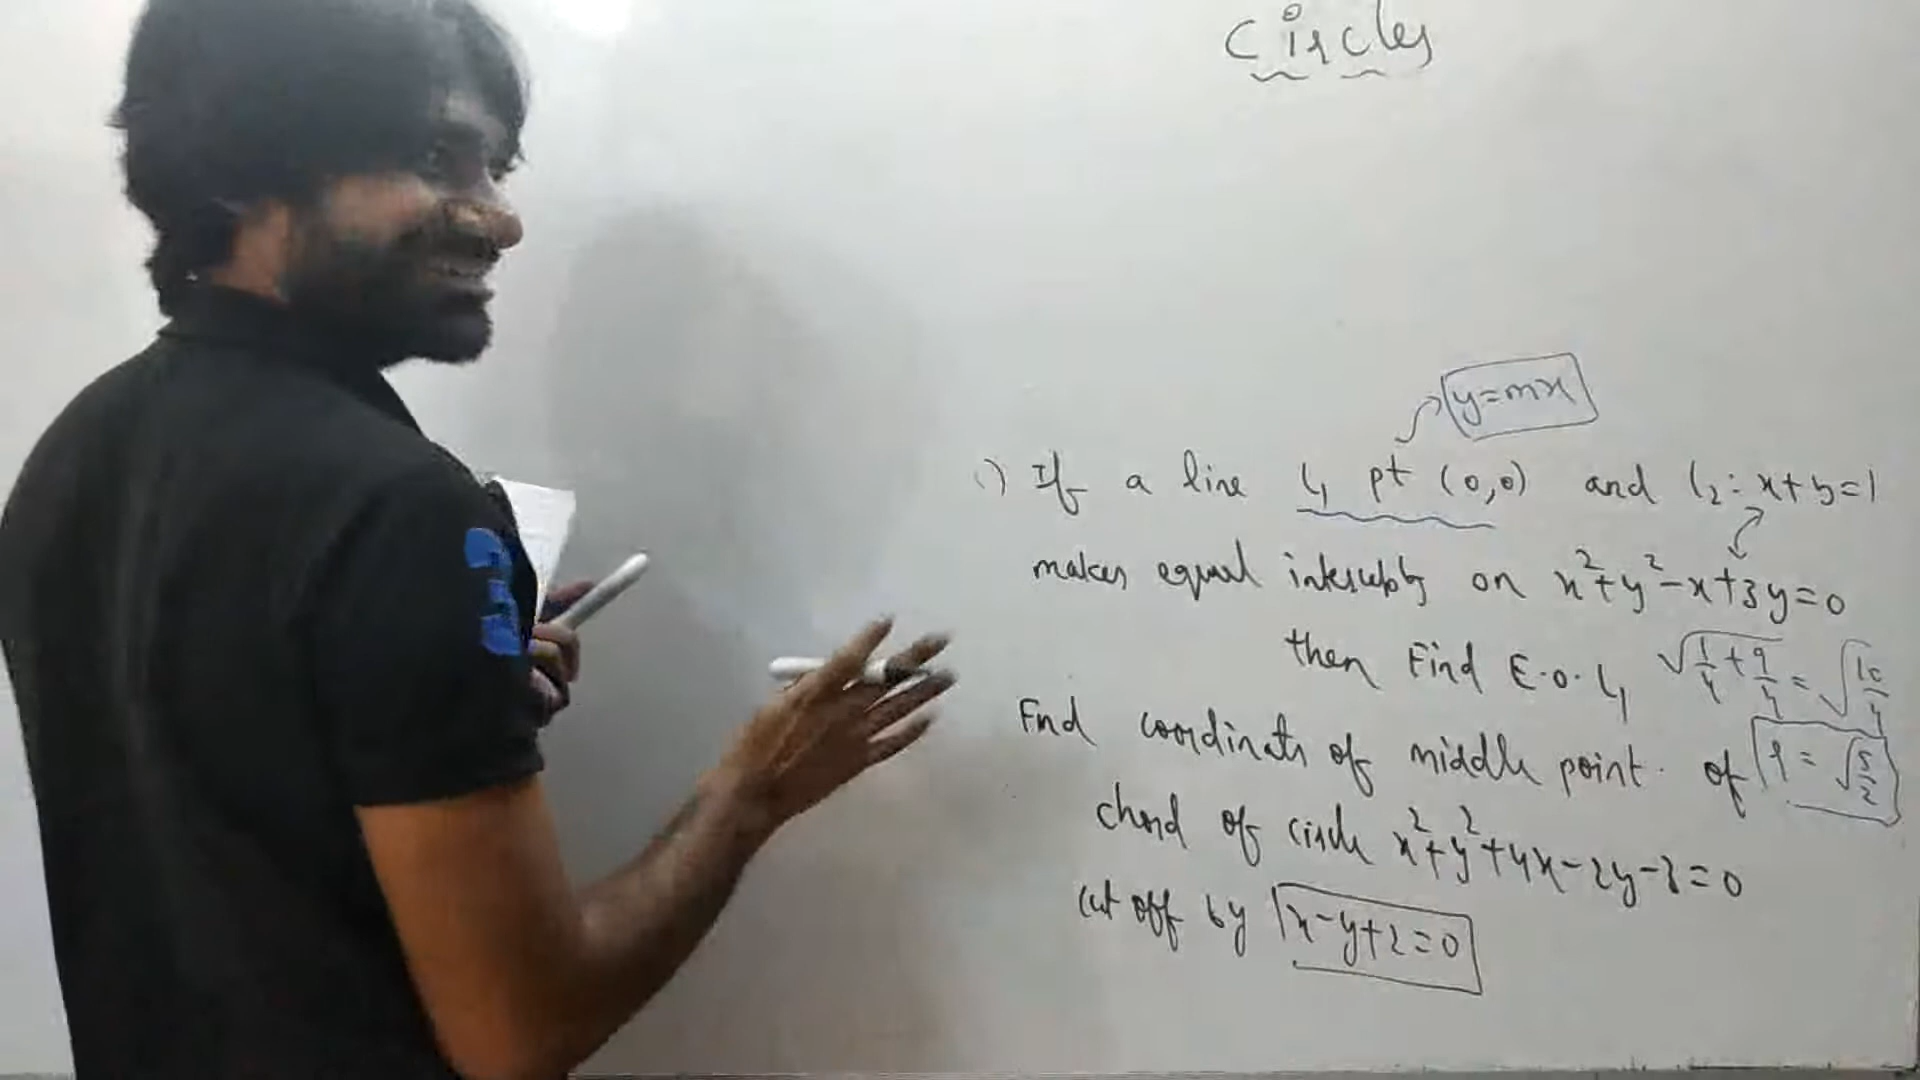 Circles
y=mx
1) If a line L₁ pt (0,0) and L₂: x+y=1
makes equal intercepts on x²+y²-x+3y=0
then Find E.O. L₁ √(1/4+9/4) = √(10/4)
Find coordinates of middle point of r = √(5/2)
chord of circle x²+y²+4x-2y-3=0
cut off by x-y+2=0